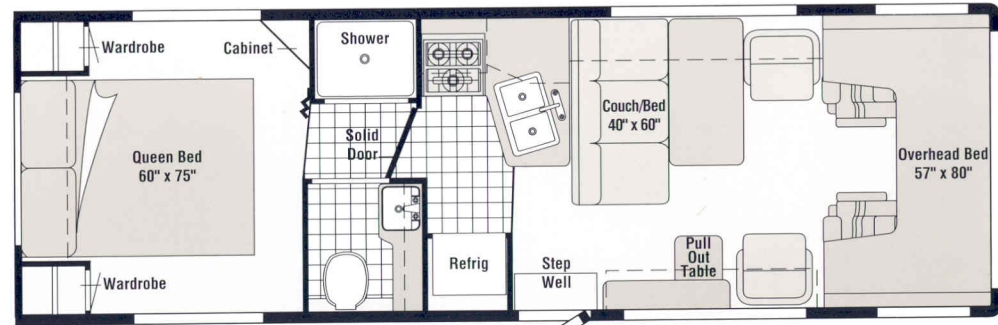 Wardrobe
Cabinet
Shower
Solid
Door
Queen Bed
60" x 75"
Couch/Bed
40" x 60"
Overhead Bed
57" x 80"
Wardrobe
Refrig
Step
Well
Pull
Out
Table